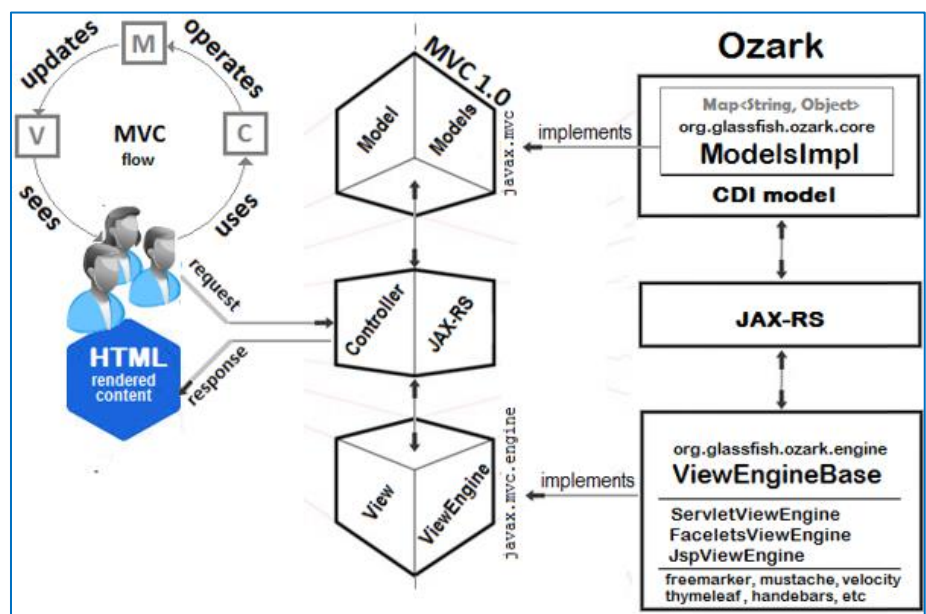 updates
M
operates
V
MVC
flow
C
sees
uses
request
response
HTML
rendered
content
MVC 1.0
Model
Models
javax.mvc
Controller
JAX-RS
View
ViewEngine
javax.mvc.engine
implements
implements
Ozark
Map<String, Object>
org.glassfish.ozark.core
ModelsImpl
CDI model
JAX-RS
org.glassfish.ozark.engine
ViewEngineBase
ServletViewEngine
FaceletsViewEngine
JspViewEngine
freemarker, mustache, velocity
thymeleaf, handebars, etc